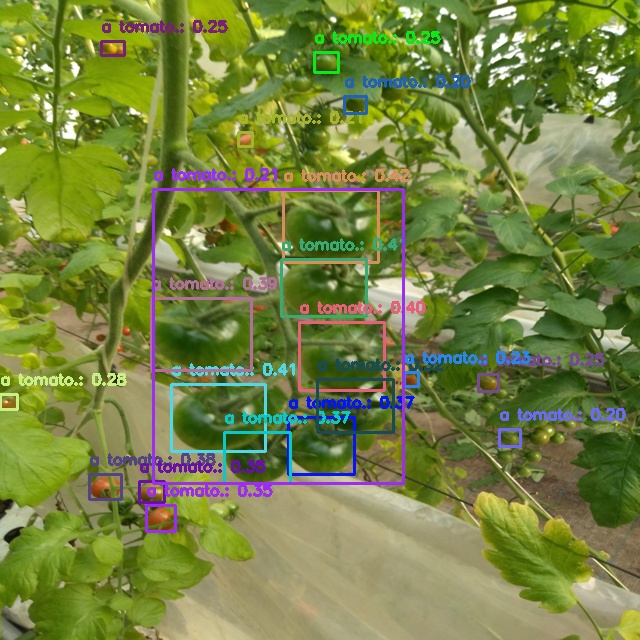 a tomato.: 0.25
a tomato.: 0.25
a tomato.: 0.20
a tomato.:
a tomato.: 0.21
a tomato.: 0.42
a tomato.: 0.4
a tomato.: 0.39
a tomato.: 0.40
a tomato.: 0.23
a tomato.: 0.41
a tomato.: 0.28
a tomato.: 0.37
a tomato.: 0.37
a tomato.: 0.20
a tomato.: 0.38
a tomato.: 0.35